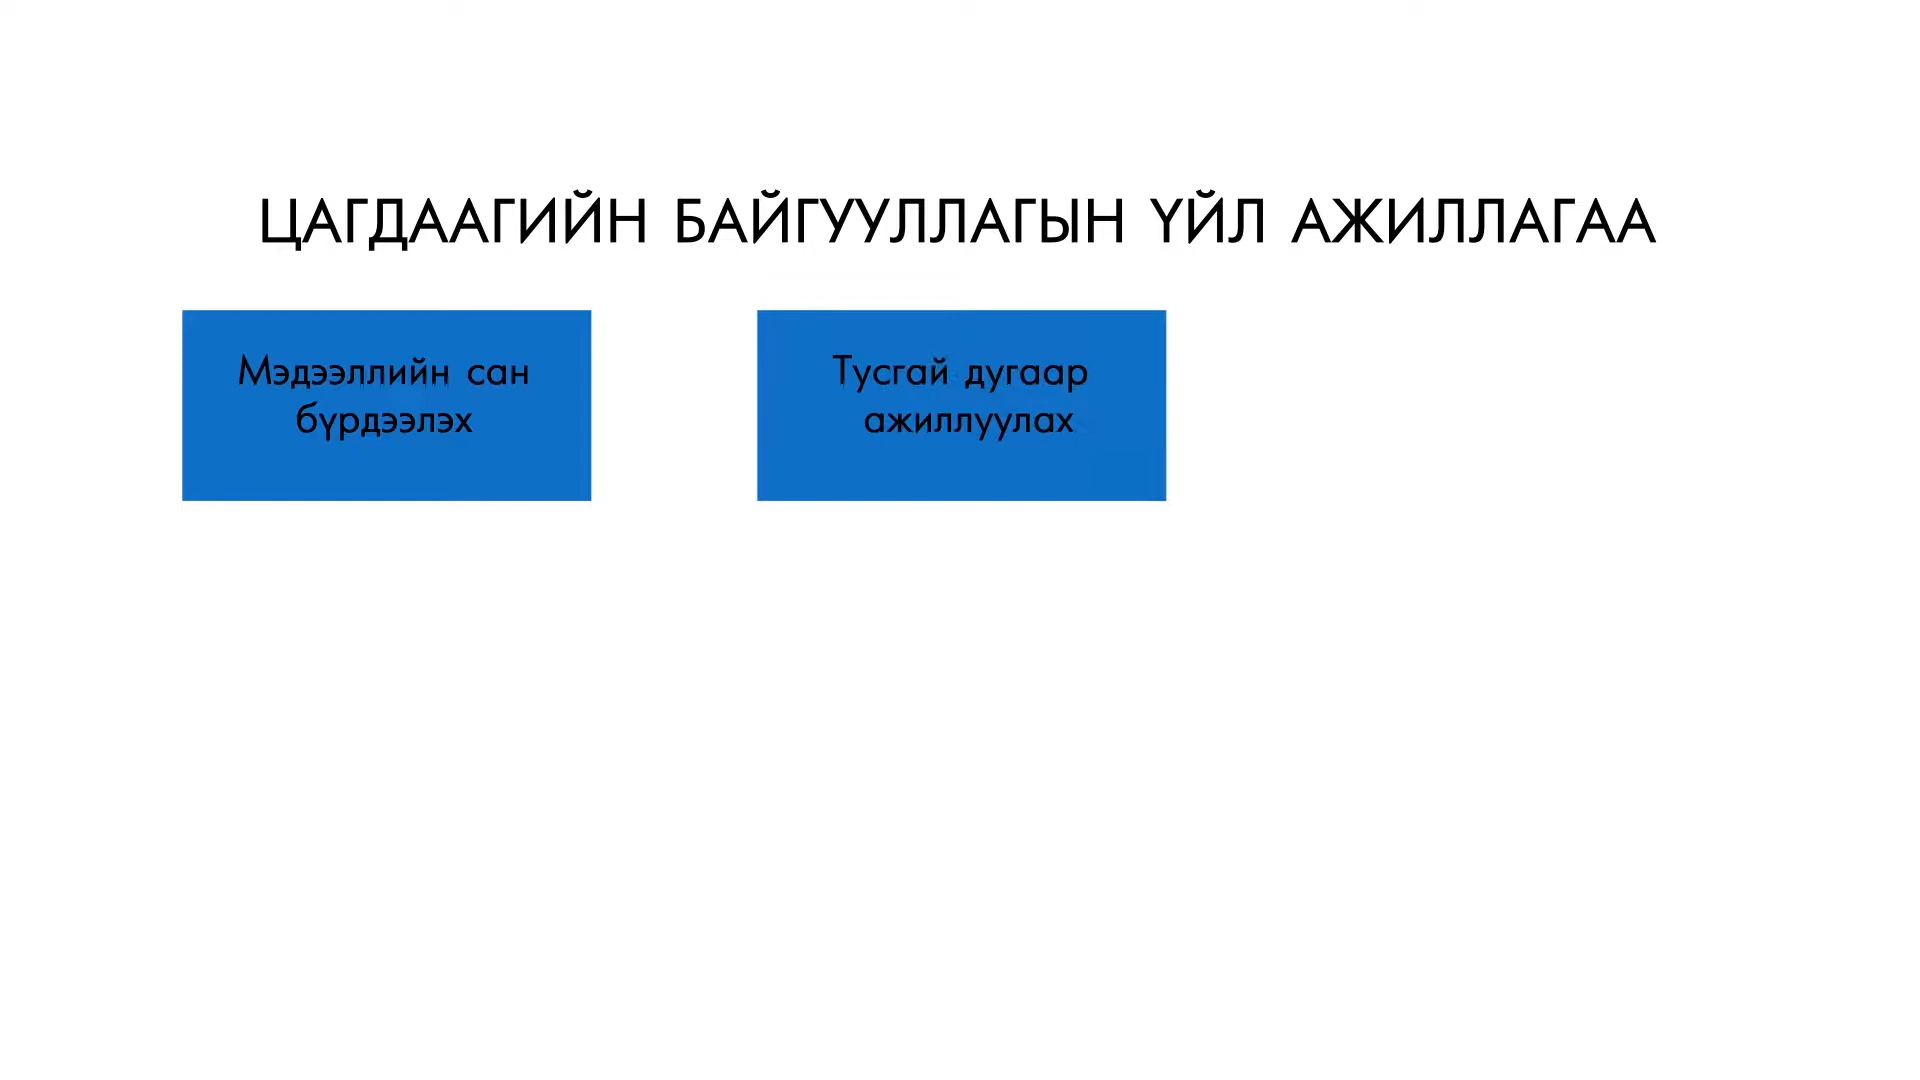 ЦАГДААГИЙН БАЙГУУЛЛАГЫН ҮЙЛ АЖИЛЛАГАА
Мэдээллийн сан
бүрдээлэх
Тусгай дугаар
ажиллуулах